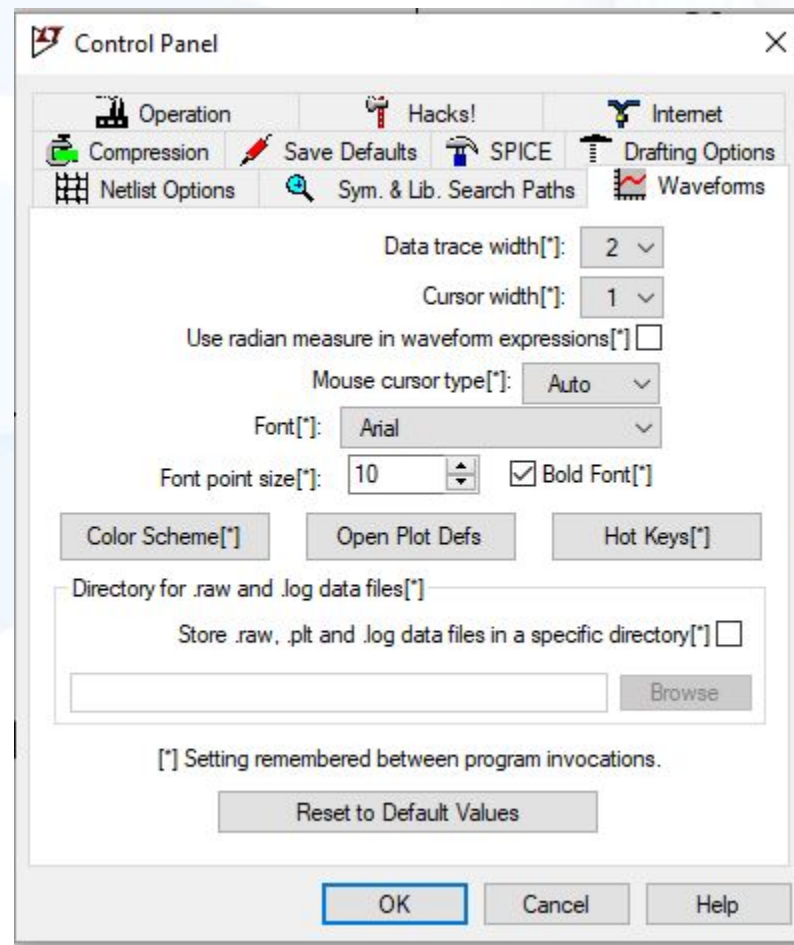 Control Panel
Operation Hacks! Internet
Compression Save Defaults SPICE Drafting Options
Netlist Options Sym. & Lib. Search Paths Waveforms
Data trace width[*]: 2
Cursor width[*]: 1
Use radian measure in waveform expressions[*]
Mouse cursor type[*]: Auto
Font[*]: Arial
Font point size[*]: 10 Bold Font[*]
Color Scheme[*] Open Plot Defs Hot Keys[*]
Directory for .raw and .log data files[*]
Store .raw, .plt and .log data files in a specific directory[*]
Browse
[*] Setting remembered between program invocations.
Reset to Default Values
OK Cancel Help